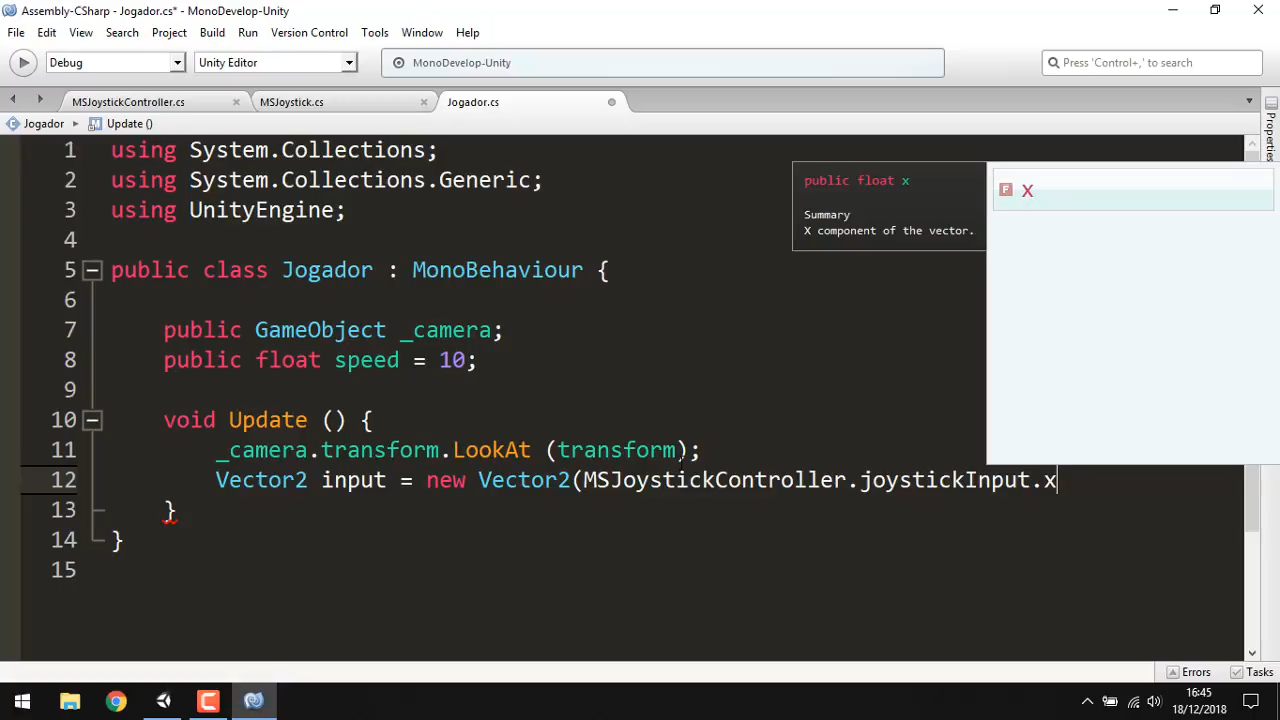 Assembly-CSharp - Jogador.cs* - MonoDevelop-Unity
File Edit View Search Project Build Run Version Control Tools Window Help
Debug Unity Editor MonoDevelop-Unity Press 'Control+,' to search
MSJoystickController.cs MSJoystick.cs Jogador.cs
Jogador Update ()
Properties
1 using System.Collections;
2 using System.Collections.Generic;
3 using UnityEngine;
4
5 public class Jogador : MonoBehaviour {
6
7 public GameObject _camera;
8 public float speed = 10;
9
10 void Update () {
11 _camera.transform.LookAt (transform);
12 Vector2 input = new Vector2(MSJoystickController.joystickInput.x
13 }
14 }
15
public float x
Summary
X component of the vector.
F x
Errors Tasks
16:45
18/12/2018